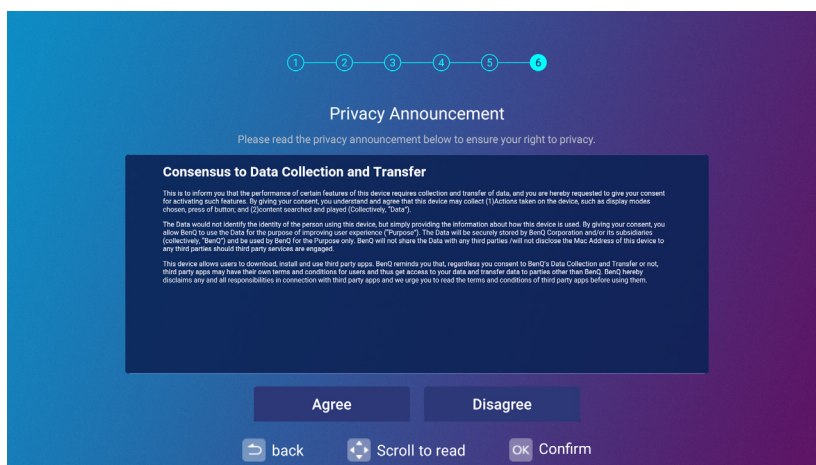 1 2 3 4 5 6
Privacy Announcement
Please read the privacy announcement below to ensure your right to privacy.
Consensus to Data Collection and Transfer
This is to inform you that the performance of certain features of this device requires collection and transfer of data, and you are hereby requested to give your consent
for activating such features. By giving your consent, you understand and agree that this device may collect (1)Actions taken on the device, such as display modes
chosen, press of button; and (2)content searched and played (Collectively, "Data").
The Data would not identify the identity of the person using this device, but simply providing the information about how this device is used. By giving your consent, you
allow BenQ to use the Data for the purpose of improving user experience ("Purpose"). The Data will be securely stored by BenQ Corporation and/or its subsidiaries
(collectively, "BenQ") and be used by BenQ for the Purpose only. BenQ will not share the Data with any third parties /will not disclose the Mac Address of this device to
any third parties should third party services are engaged.
This device allows users to download, install and use third party apps. BenQ reminds you that, regardless you consent to BenQ's Data Collection and Transfer or not,
third party apps may have their own terms and conditions for users and thus get access to your data and transfer data to parties other than BenQ. BenQ hereby
disclaims any and all responsibilities in connection with third party apps and we urge you to read the terms and conditions of third party apps before using them.
Agree Disagree
back Scroll to read OK Confirm